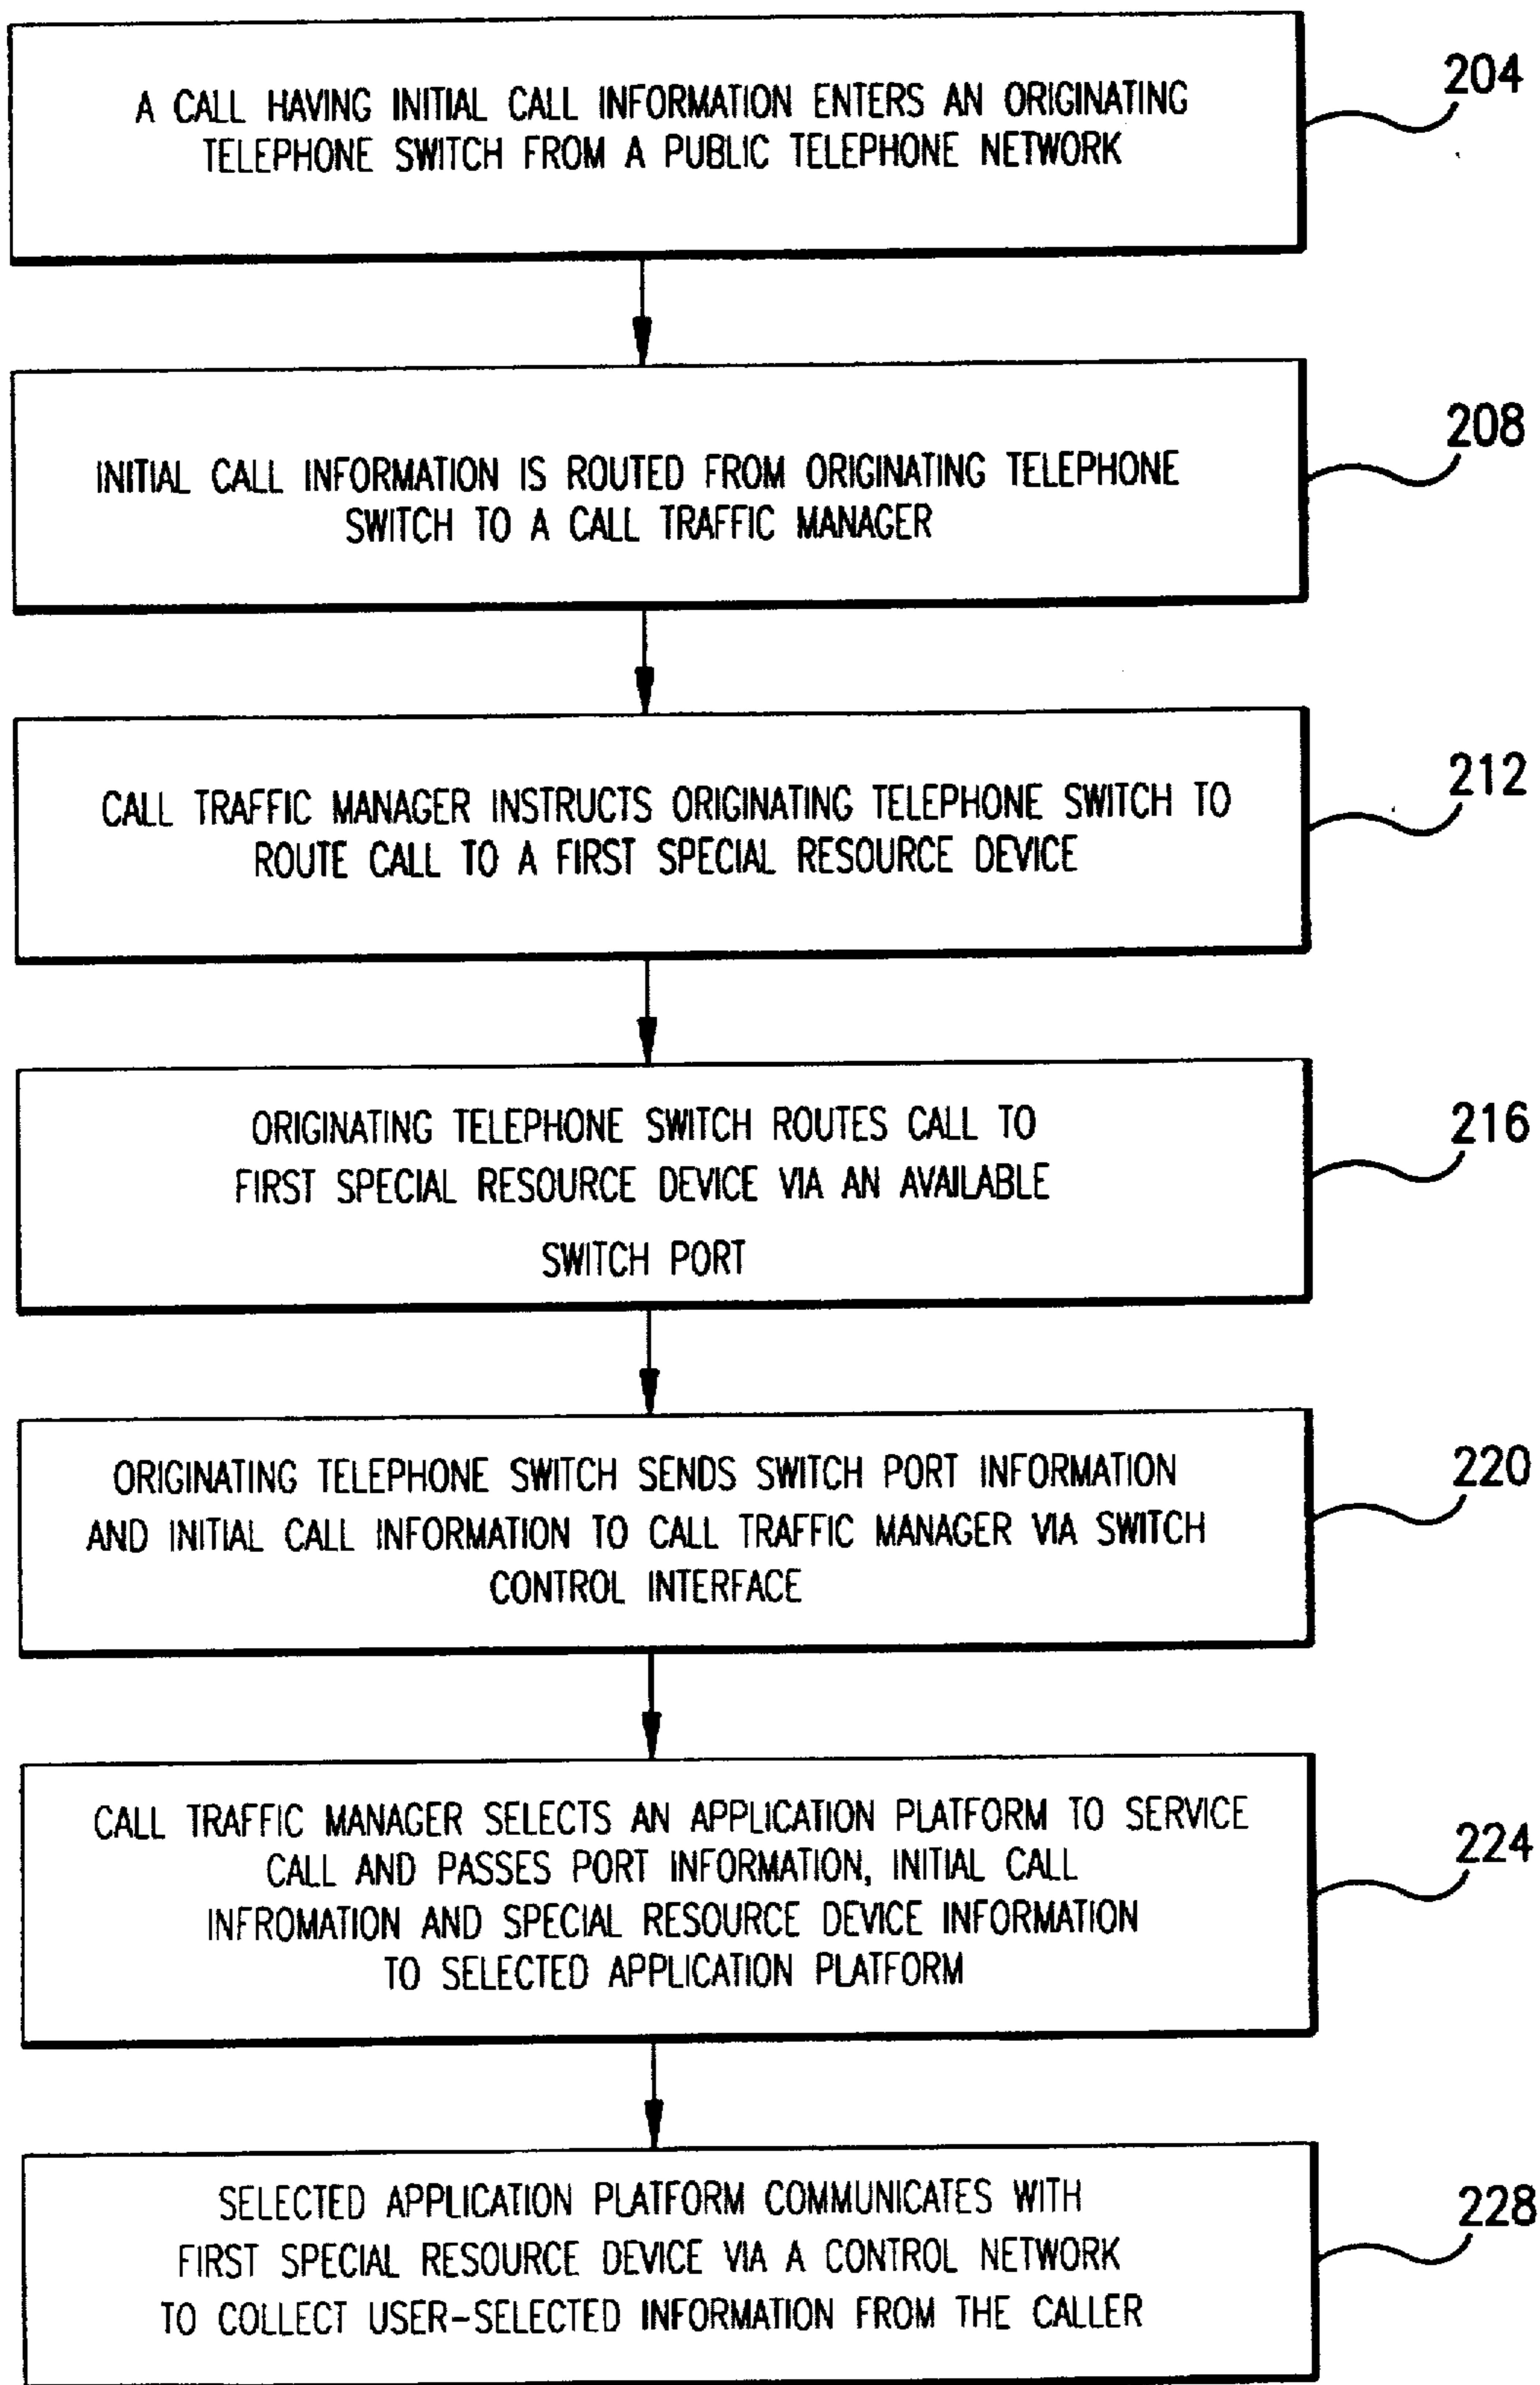 A CALL HAVING INITIAL CALL INFORMATION ENTERS AN ORIGINATING
TELEPHONE SWITCH FROM A PUBLIC TELEPHONE NETWORK
204
INITIAL CALL INFORMATION IS ROUTED FROM ORIGINATING TELEPHONE
SWITCH TO A CALL TRAFFIC MANAGER
208
CALL TRAFFIC MANAGER INSTRUCTS ORIGINATING TELEPHONE SWITCH TO
ROUTE CALL TO A FIRST SPECIAL RESOURCE DEVICE
212
ORIGINATING TELEPHONE SWITCH ROUTES CALL TO
FIRST SPECIAL RESOURCE DEVICE VIA AN AVAILABLE
SWITCH PORT
216
ORIGINATING TELEPHONE SWITCH SENDS SWITCH PORT INFORMATION
AND INITIAL CALL INFORMATION TO CALL TRAFFIC MANAGER VIA SWITCH
CONTROL INTERFACE
220
CALL TRAFFIC MANAGER SELECTS AN APPLICATION PLATFORM TO SERVICE
CALL AND PASSES PORT INFORMATION, INITIAL CALL
INFROMATION AND SPECIAL RESOURCE DEVICE INFORMATION
TO SELECTED APPLICATION PLATFORM
224
SELECTED APPLICATION PLATFORM COMMUNICATES WITH
FIRST SPECIAL RESOURCE DEVICE VIA A CONTROL NETWORK
TO COLLECT USER-SELECTED INFORMATION FROM THE CALLER
228